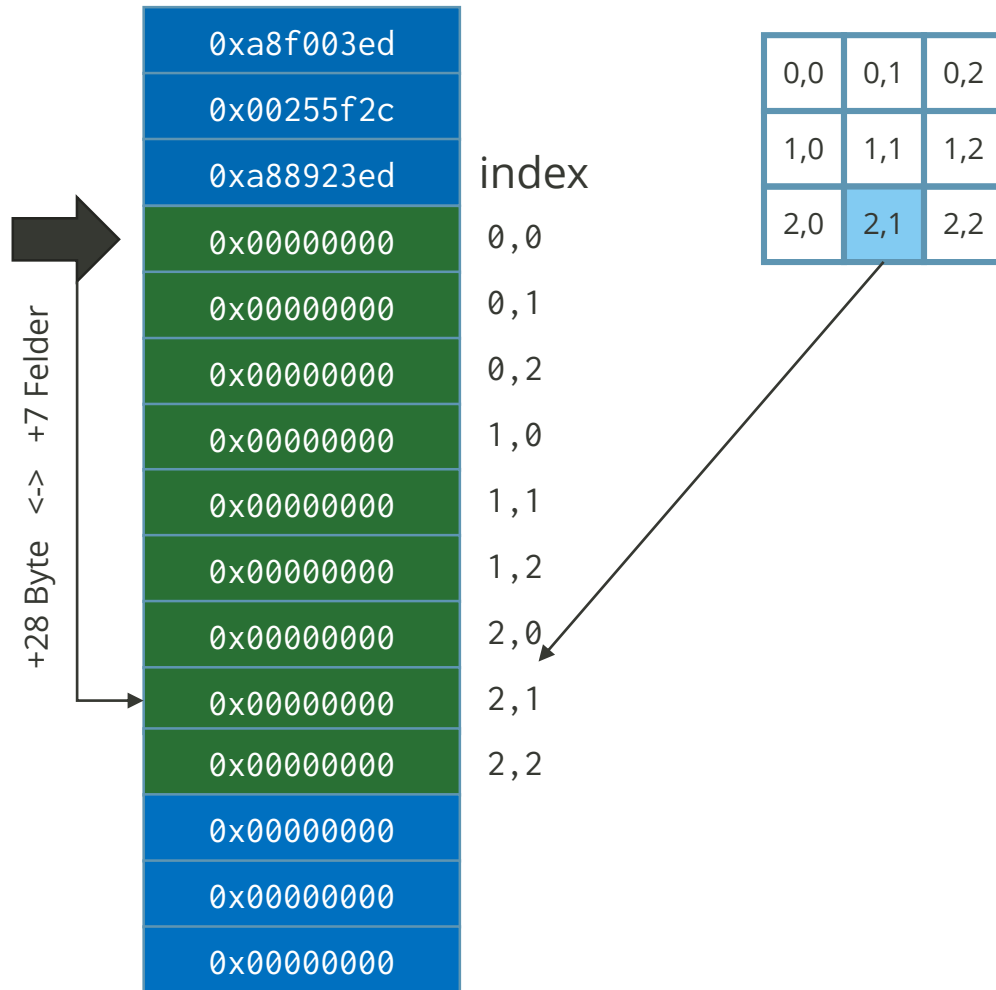 0xa8f003ed
0x00255f2c
0xa88923ed
index
0x00000000 0,0
0x00000000 0,1
0x00000000 0,2
0x00000000 1,0
0x00000000 1,1
0x00000000 1,2
0x00000000 2,0
0x00000000 2,1
0x00000000 2,2
0x00000000
0x00000000
0x00000000
+28 Byte <-> +7 Felder
0,0 0,1 0,2
1,0 1,1 1,2
2,0 2,1 2,2